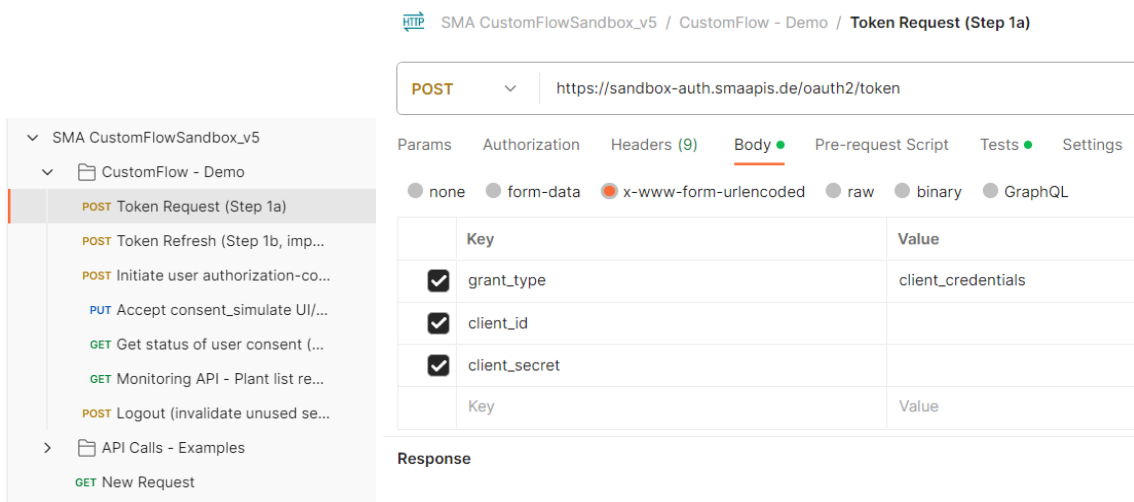 HTTP SMA CustomFlowSandbox_v5 / CustomFlow - Demo / Token Request (Step 1a)
POST https://sandbox-auth.smaapis.de/oauth2/token
SMA CustomFlowSandbox_v5
CustomFlow - Demo
POST Token Request (Step 1a)
POST Token Refresh (Step 1b, imp...
POST Initiate user authorization-co...
PUT Accept consent_simulate UI/...
GET Get status of user consent (...
GET Monitoring API - Plant list re...
POST Logout (invalidate unused se...
API Calls - Examples
GET New Request
Params Authorization Headers (9) Body Pre-request Script Tests Settings
none form-data x-www-form-urlencoded raw binary GraphQL
Key Value
grant_type client_credentials
client_id
client_secret
Key Value
Response